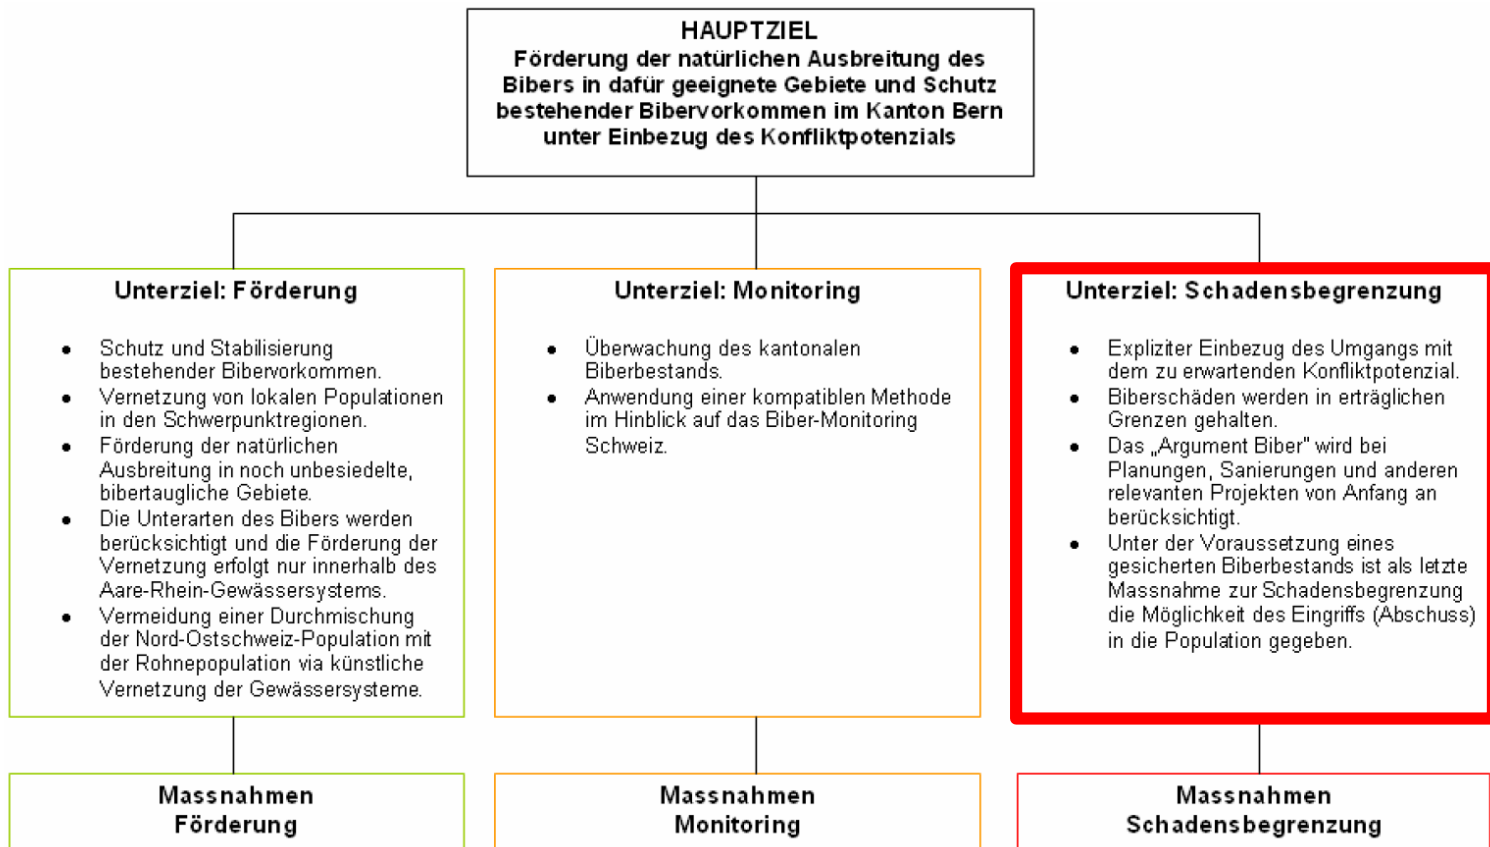 HAUPTZIEL
Förderung der natürlichen Ausbreitung des
Bibers in dafür geeignete Gebiete und Schutz
bestehender Bibervorkommen im Kanton Bern
unter Einbezug des Konfliktpotenzials
Unterziel: Förderung
• Schutz und Stabilisierung
bestehender Bibervorkommen.
• Vernetzung von lokalen Populationen
in den Schwerpunktregionen.
• Förderung der natürlichen
Ausbreitung in noch unbesiedelte,
bibertaugliche Gebiete.
• Die Unterarten des Bibers werden
berücksichtigt und die Förderung der
Vernetzung erfolgt nur innerhalb des
Aare-Rhein-Gewässersystems.
• Vermeidung einer Durchmischung
der Nord-Ostschweiz-Population mit
der Rohnepopulation via künstliche
Vernetzung der Gewässersysteme.
Unterziel: Monitoring
• Überwachung des kantonalen
Biberbestands.
• Anwendung einer kompatiblen Methode
im Hinblick auf das Biber-Monitoring
Schweiz.
Unterziel: Schadensbegrenzung
• Expliziter Einbezug des Umgangs mit
dem zu erwartenden Konfliktpotenzial.
• Biberschäden werden in erträglichen
Grenzen gehalten.
• Das „Argument Biber" wird bei
Planungen, Sanierungen und anderen
relevanten Projekten von Anfang an
berücksichtigt.
• Unter der Voraussetzung eines
gesicherten Biberbestands ist als letzte
Massnahme zur Schadensbegrenzung
die Möglichkeit des Eingriffs (Abschuss)
in die Population gegeben.
Massnahmen
Förderung
Massnahmen
Monitoring
Massnahmen
Schadensbegrenzung